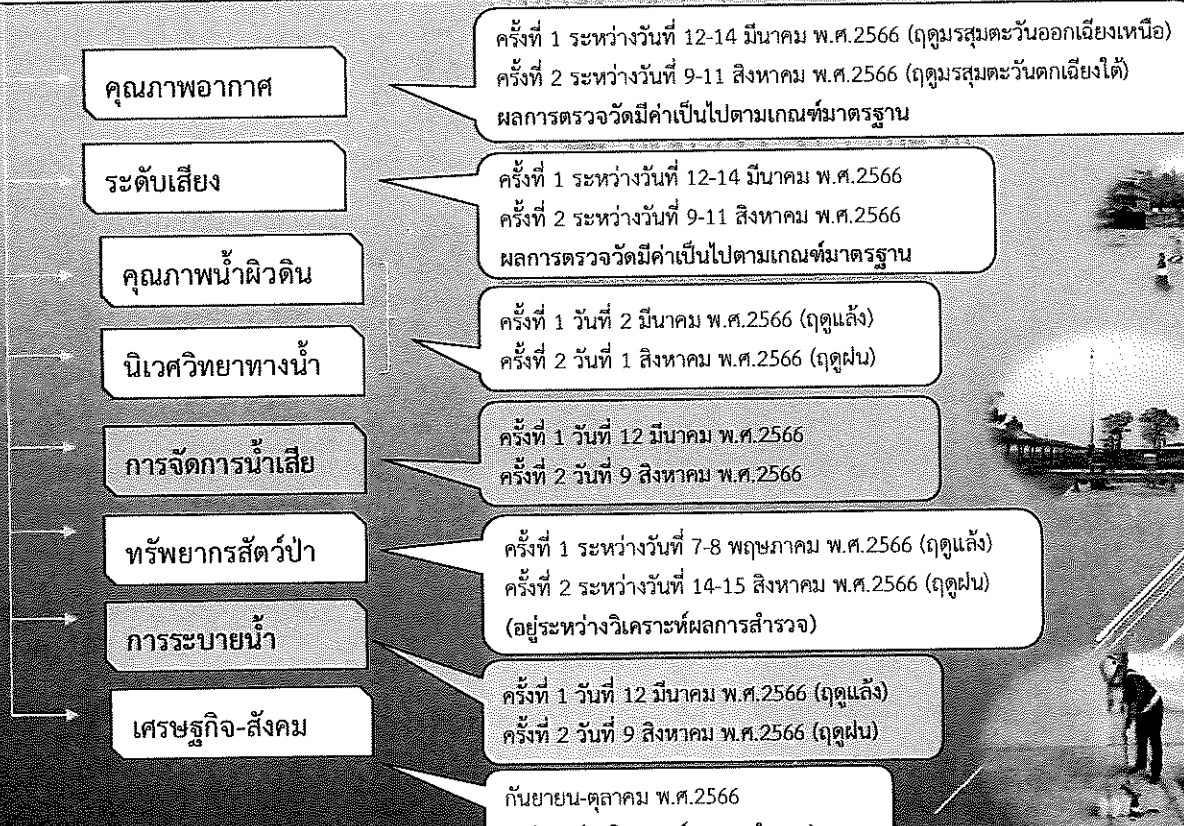 คุณภาพอากาศ
ครั้งที่ 1 ระหว่างวันที่ 12-14 มีนาคม พ.ศ.2566 (ฤดูมรสุมตะวันออกเฉียงเหนือ)
ครั้งที่ 2 ระหว่างวันที่ 9-11 สิงหาคม พ.ศ.2566 (ฤดูมรสุมตะวันตกเฉียงใต้)
ผลการตรวจวัดมีค่าเป็นไปตามเกณฑ์มาตรฐาน
ระดับเสียง
ครั้งที่ 1 ระหว่างวันที่ 12-14 มีนาคม พ.ศ.2566
ครั้งที่ 2 ระหว่างวันที่ 9-11 สิงหาคม พ.ศ.2566
ผลการตรวจวัดมีค่าเป็นไปตามเกณฑ์มาตรฐาน
คุณภาพน้ำผิวดิน
นิเวศวิทยาทางน้ำ
ครั้งที่ 1 วันที่ 2 มีนาคม พ.ศ.2566 (ฤดูแล้ง)
ครั้งที่ 2 วันที่ 1 สิงหาคม พ.ศ.2566 (ฤดูฝน)
การจัดการน้ำเสีย
ครั้งที่ 1 วันที่ 12 มีนาคม พ.ศ.2566
ครั้งที่ 2 วันที่ 9 สิงหาคม พ.ศ.2566
ทรัพยากรสัตว์ป่า
ครั้งที่ 1 ระหว่างวันที่ 7-8 พฤษภาคม พ.ศ.2566 (ฤดูแล้ง)
ครั้งที่ 2 ระหว่างวันที่ 14-15 สิงหาคม พ.ศ.2566 (ฤดูฝน)
(อยู่ระหว่างวิเคราะห์ผลการสำรวจ)
การระบายน้ำ
ครั้งที่ 1 วันที่ 12 มีนาคม พ.ศ.2566 (ฤดูแล้ง)
ครั้งที่ 2 วันที่ 9 สิงหาคม พ.ศ.2566 (ฤดูฝน)
เศรษฐกิจ-สังคม
กันยายน-ตุลาคม พ.ศ.2566